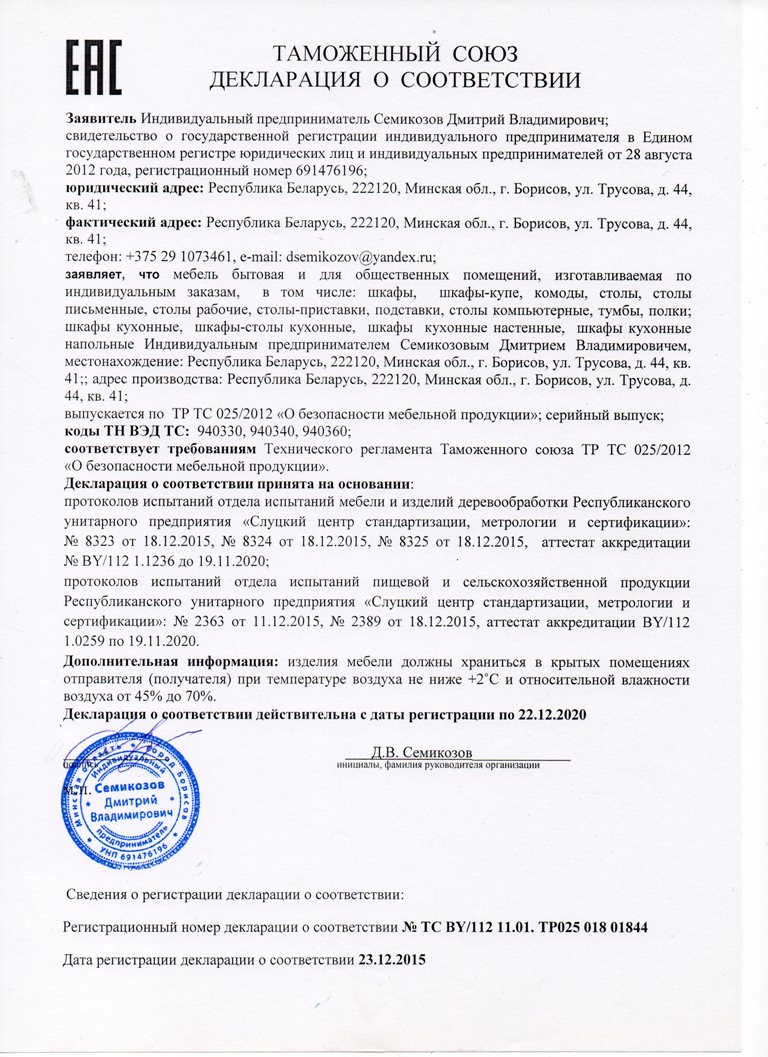 ЕАС
ТАМОЖЕННЫЙ СОЮЗ
ДЕКЛАРАЦИЯ О СООТВЕТСТВИИ
Заявитель Индивидуальный предприниматель Семикозов Дмитрий Владимирович;
свидетельство о государственной регистрации индивидуального предпринимателя в Едином
государственном регистре юридических лиц и индивидуальных предпринимателей от 28 августа
2012 года, регистрационный номер 691476196;
юридический адрес: Республика Беларусь, 222120, Минская обл., г. Борисов, ул. Трусова, д. 44,
кв. 41;
фактический адрес: Республика Беларусь, 222120, Минская обл., г. Борисов, ул. Трусова, д. 44,
кв. 41;
телефон: +375 29 1073461, e-mail: dsemikozov@yandex.ru;
заявляет, что мебель бытовая и для общественных помещений, изготавливаемая по
индивидуальным заказам, в том числе: шкафы, шкафы-купе, комоды, столы, столы
письменные, столы рабочие, столы-приставки, подставки, столы компьютерные, тумбы, полки;
шкафы кухонные, шкафы-столы кухонные, шкафы кухонные настенные, шкафы кухонные
напольные Индивидуальным предпринимателем Семикозовым Дмитрием Владимировичем,
местонахождение: Республика Беларусь, 222120, Минская обл., г. Борисов, ул. Трусова, д. 44, кв.
41;; адрес производства: Республика Беларусь, 222120, Минская обл., г. Борисов, ул. Трусова, д.
44, кв. 41;
выпускается по ТР ТС 025/2012 «О безопасности мебельной продукции»; серийный выпуск;
коды ТН ВЭД ТС: 940330, 940340, 940360;
соответствует требованиям Технического регламента Таможенного союза ТР ТС 025/2012
«О безопасности мебельной продукции».
Декларация о соответствии принята на основании:
протоколов испытаний отдела испытаний мебели и изделий деревообработки Республиканского
унитарного предприятия «Слуцкий центр стандартизации, метрологии и сертификации»:
№ 8323 от 18.12.2015, № 8324 от 18.12.2015, № 8325 от 18.12.2015, аттестат аккредитации
№ BY/112 1.1236 до 19.11.2020;
протоколов испытаний отдела испытаний пищевой и сельскохозяйственной продукции
Республиканского унитарного предприятия «Слуцкий центр стандартизации, метрологии и
сертификации»: № 2363 от 11.12.2015, № 2389 от 18.12.2015, аттестат аккредитации BY/112
1.0259 по 19.11.2020.
Дополнительная информация: изделия мебели должны храниться в крытых помещениях
отправителя (получателя) при температуре воздуха не ниже +2˚С и относительной влажности
воздуха от 45% до 70%.
Декларация о соответствии действительна с даты регистрации по 22.12.2020
Д.В. Семикозов
подпись
инициалы, фамилия руководителя организации
М.П.
Минская область * город Борисов
Индивидуальный
Семикозов
Дмитрий
Владимирович
предприниматель
УНП 691476196
Сведения о регистрации декларации о соответствии:
Регистрационный номер декларации о соответствии № ТС BY/112 11.01. ТР025 018 01844
Дата регистрации декларации о соответствии 23.12.2015